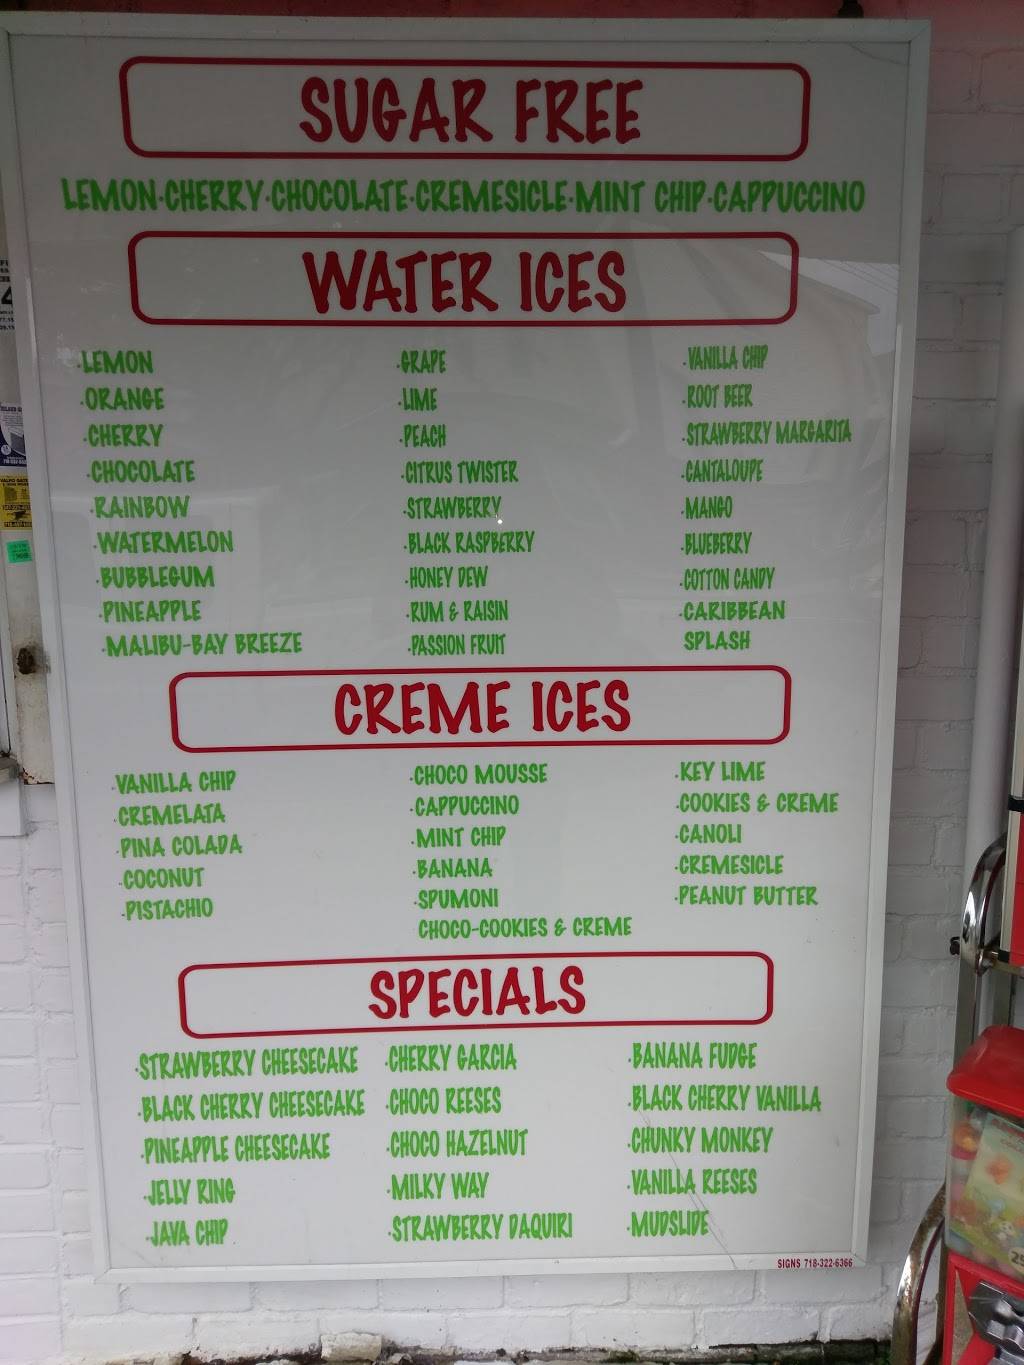 SUGAR FREE
LEMON·CHERRY·CHOCOLATE·CREMESICLE·MINT CHIP·CAPPUCCINO
WATER ICES
·LEMON
·ORANGE
·CHERRY
·CHOCOLATE
·RAINBOW
·WATERMELON
·BUBBLEGUM
·PINEAPPLE
·MALIBU-BAY BREEZE
·GRAPE
·LIME
·PEACH
·CITRUS TWISTER
·STRAWBERRY
·BLACK RASPBERRY
·HONEY DEW
·RUM & RAISIN
·PASSION FRUIT
·VANILLA CHIP
·ROOT BEER
·STRAWBERRY MARGARITA
·CANTALOUPE
·MANGO
·BLUEBERRY
·COTTON CANDY
·CARIBBEAN
SPLASH
CREME ICES
·VANILLA CHIP
·CREMELATA
·PINA COLADA
·COCONUT
·PISTACHIO
·CHOCO MOUSSE
·CAPPUCCINO
·MINT CHIP
·BANANA
·SPUMONI
CHOCO-COOKIES & CREME
·KEY LIME
·COOKIES & CREME
·CANOLI
·CREMESICLE
·PEANUT BUTTER
SPECIALS
·STRAWBERRY CHEESECAKE
·BLACK CHERRY CHEESECAKE
·PINEAPPLE CHEESECAKE
·JELLY RING
·JAVA CHIP
·CHERRY GARCIA
·CHOCO REESES
·CHOCO HAZELNUT
·MILKY WAY
·STRAWBERRY DAQUIRI
·BANANA FUDGE
·BLACK CHERRY VANILLA
·CHUNKY MONKEY
·VANILLA REESES
·MUDSLIDE
SIGNS 718-322-6366